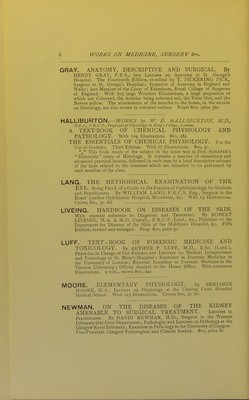 8 WORKS ON MEDICINE, SURGERY &c.
GRAY. ANATOMY, DESCRIPTIVE AND SURGICAL. By
HENRY GRAY, F.R.S., late Lecturer on Anatomy at St. George's
Hospital. The Fourteenth Edition, re-edited by T. PICKERING PICK,
Surgeon to St. George's Hospital; Inspector of Anatomy in England and
Wales; late Member of the Court of Examiners, Royal College of Surgeons
of England. With 705 large Woodcut Illustrations, a large proportion of
which are Coloured, the Arteries being coloured red, the Veins blue, and the
Nerves yellow. The attachments of the muscles to the bones, in the section
on Osteology, are also shown in coloured outline. Royal 8vo, price 36s.
HALLIBURTON.—WORKS by W. D. HALLIBURTON, M.D.,
F.R.S., F.R.C.P., Professor of Physiology in King's College, London.
A TEXT-BOOK OF CHEMICAL PHYSIOLOGY AND
PATHOLOGY. With 104 Illustrations. 8vo, 28s.
THE ESSENTIALS OF CHEMICAL PHYSIOLOGY. For the
Use of Students. Third Edition. With 77 Illustrations. 8vo, 5s.
*** This book treats of the subject in the same way as Prof. SCHÄFER'S
"Essentials" treats of Histology. It contains a number of elementary and
advanced practical lessons, followed in each case by a brief descriptive account
of the facts related to the exercises which are intended to be performed by
each member of the class.
LANG. THE METHODICAL EXAMINATION OF THE
EYE. Being Part I. of a Guide to the Practice of Ophthalmology for Students
and Practitioners. By WILLIAM LANG, F.R.C.S. Eng., Surgeon to the
Royal London Ophthalmic Hospital, Moorfields, &c. With 15 Illustrations.
Crown 8vo, 3s. 6d.
LIVEING. HANDBOOK ON DISEASES OF THE SKIN.
With especial reference to Diagnosis and Treatment. By ROBERT
LIVEING, M.A. & M.D. Cantab., F.R.C.P. Lond., &c., Physician to the
Department for Diseases of the Skin at the Middlesex Hospital, &c. Fifth
Edition, revised and enlarged. Fcap. 8vo, price 5s.
LUFF. TEXT-BOOK OF FORENSIC MEDICINE AND
TOXICOLOGY. By ARTHUR P. LUFF, M.D., B.Sc. (Lond.),
Physician in Charge of Out-Patients and Lecturer on Medical Jurisprudence
and Toxicology in St. Mary's Hospital; Examiner in Forensic Medicine in
the University of London; External Examiner in Forensic Medicine in the
Victoria University; Official Analyst to the Home Office. With numerous
Illustrations. 2 vols., crown 8vo, 24s.
MOORE. ELEMENTARY PHYSIOLOGY. By BENJAMIN
MOORE, M.A., Lecturer on Physiology at the Charing Cross Hospital
Medical School. With 125 Illustrations. Crown 8vo, 3s. 6d.
NEWMAN. ON THE DISEASES OF THE KIDNEY
AMENABLE TO SURGICAL TREATMENT. Lectures to
Practitioners. By DAVID NEWMAN, M.D., Surgeon to the Western
Infirmary Out-Door Department; Pathologist and Lecturer on Pathology at the
Glasgow Royal Infirmary; Examiner in Pathology in the University of Glasgow;
Vice-President Glasgow Pathological and Clinical Society. 8vo, price 8s.